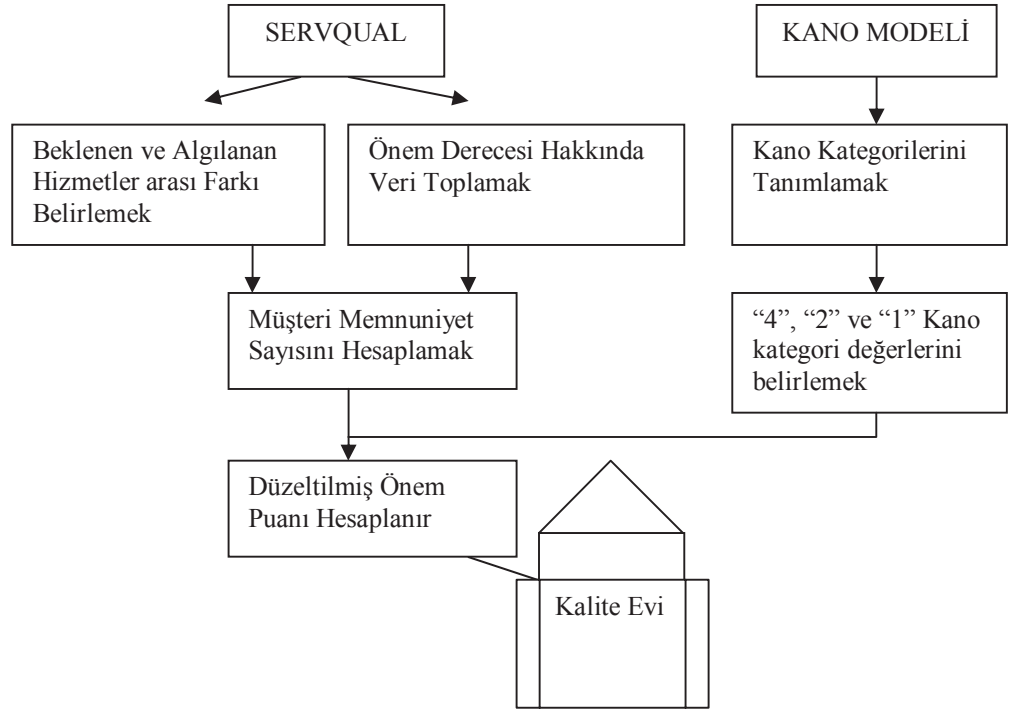 SERVQUAL
KANO MODELİ
Beklenen ve Algılanan
Hizmetler arası Farkı
Belirlemek
Önem Derecesi Hakkında
Veri Toplamak
Kano Kategorilerini
Tanımlamak
Müşteri Memnuniyet
Sayısını Hesaplamak
“4”, “2” ve “1” Kano
kategori değerlerini
belirlemek
Düzeltilmiş Önem
Puanı Hesaplanır
Kalite Evi